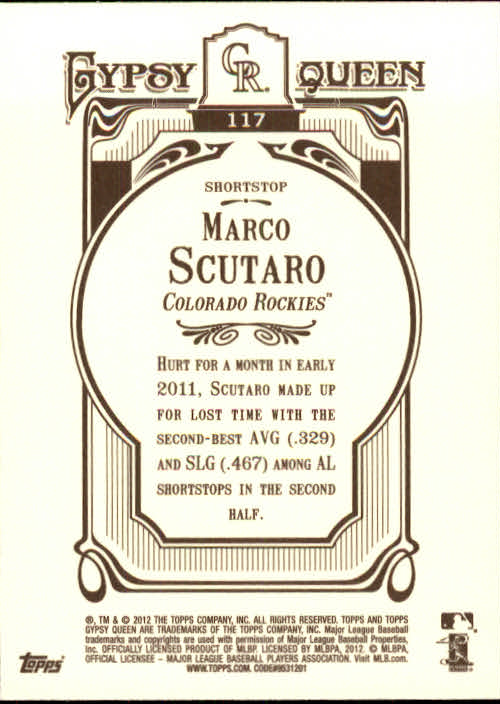 GYPSY CR. QUEEN
117
SHORTSTOP
MARCO
SCUTARO
COLORADO ROCKIES™
HURT FOR A MONTH IN EARLY
2011, SCUTARO MADE UP
FOR LOST TIME WITH THE
SECOND-BEST AVG (.329)
AND SLG (.467) AMONG AL
SHORTSTOPS IN THE SECOND
HALF.
®, TM & © 2012 THE TOPPS COMPANY, INC. ALL RIGHTS RESERVED. TOPPS AND TOPPS
GYPSY QUEEN ARE TRADEMARKS OF THE TOPPS COMPANY, INC. Major League Baseball
trademarks and copyrights are used with permission of Major League Baseball Properties,
Inc. OFFICIALLY LICENSED PRODUCT OF MLBP. LICENSED BY MLBPA, 2012. © MLBPA,
OFFICIAL LICENSEE – MAJOR LEAGUE BASEBALL PLAYERS ASSOCIATION. Visit MLB.com.
WWW.TOPPS.COM. CODE#9531201
Topps